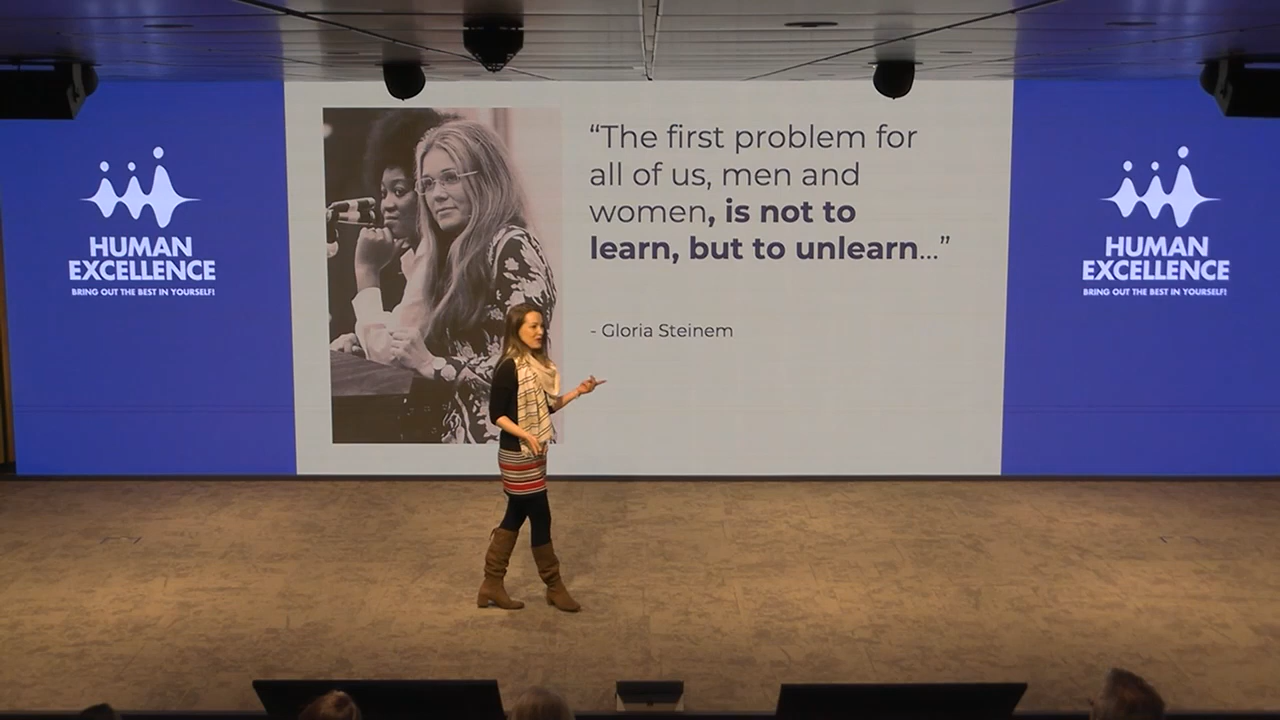 HUMAN
EXCELLENCE
BRING OUT THE BEST IN YOURSELF!
“The first problem for
all of us, men and
women, is not to
learn, but to unlearn...”
- Gloria Steinem
HUMAN
EXCELLENCE
BRING OUT THE BEST IN YOURSELF!